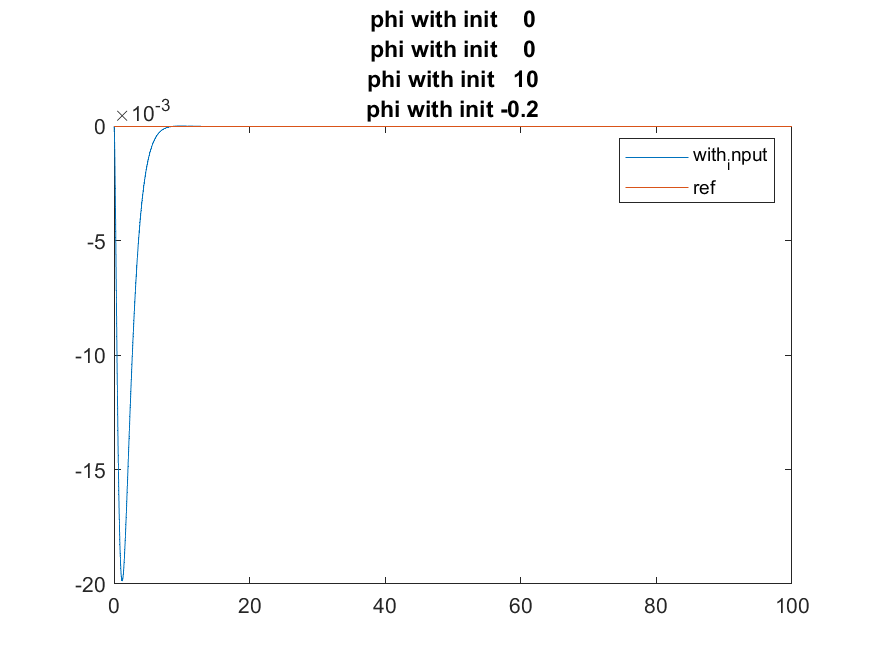 phi with init    0
phi with init    0
phi with init   10
phi with init -0.2
×10-3
0
-5
-10
-15
-20
0 20 40 60 80 100
withinput
ref